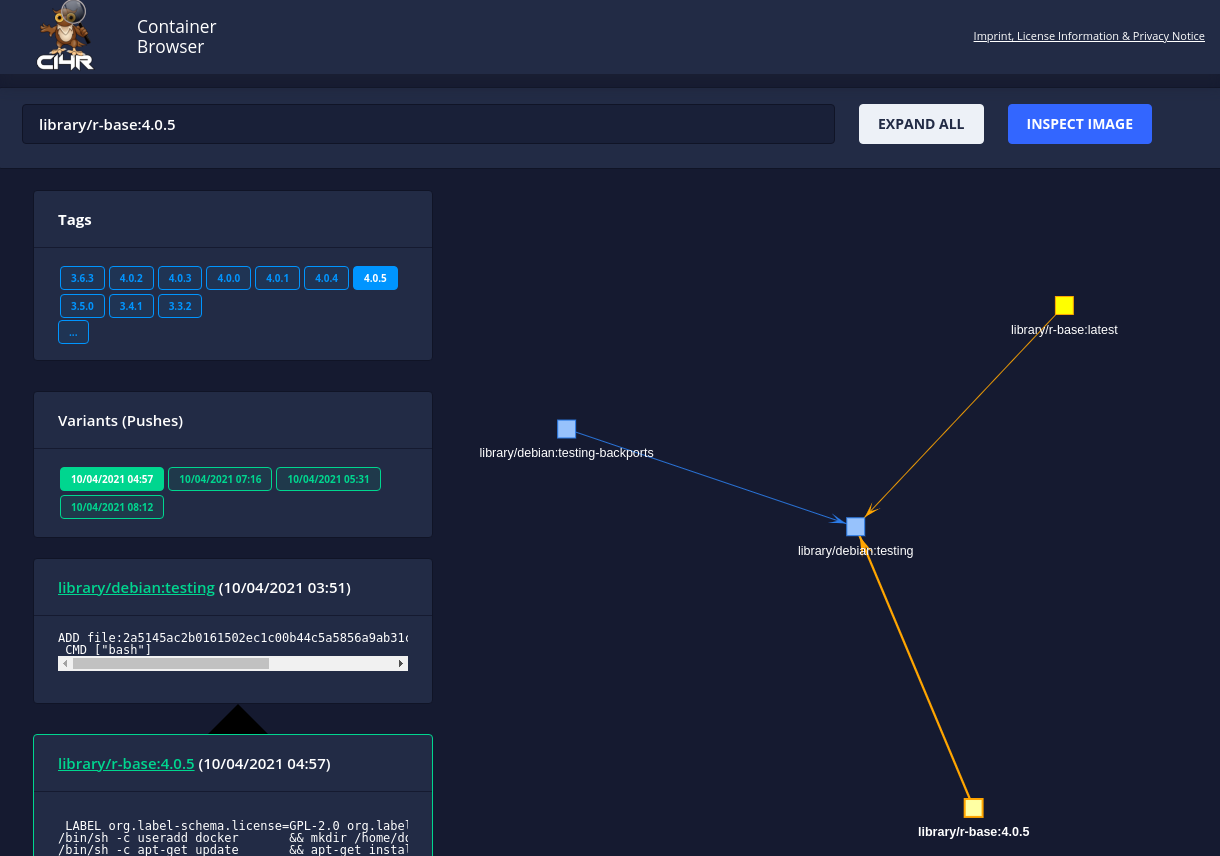 CI4R
Container
Browser
Imprint, License Information & Privacy Notice
library/r-base:4.0.5
EXPAND ALL
INSPECT IMAGE
Tags
3.6.3 4.0.2 4.0.3 4.0.0 4.0.1 4.0.4 4.0.5
3.5.0 3.4.1 3.3.2
...
Variants (Pushes)
10/04/2021 04:57 10/04/2021 07:16 10/04/2021 05:31
10/04/2021 08:12
library/debian:testing (10/04/2021 03:51)
ADD file:2a5145ac2b0161502ec1c00b44c5a5856a9ab31c
CMD ["bash"]
library/r-base:4.0.5 (10/04/2021 04:57)
LABEL org.label-schema.license=GPL-2.0 org.label
/bin/sh -c useradd docker && mkdir /home/do
/bin/sh -c apt-get update && apt-get instal
library/r-base:latest
library/debian:testing-backports
library/debian:testing
library/r-base:4.0.5